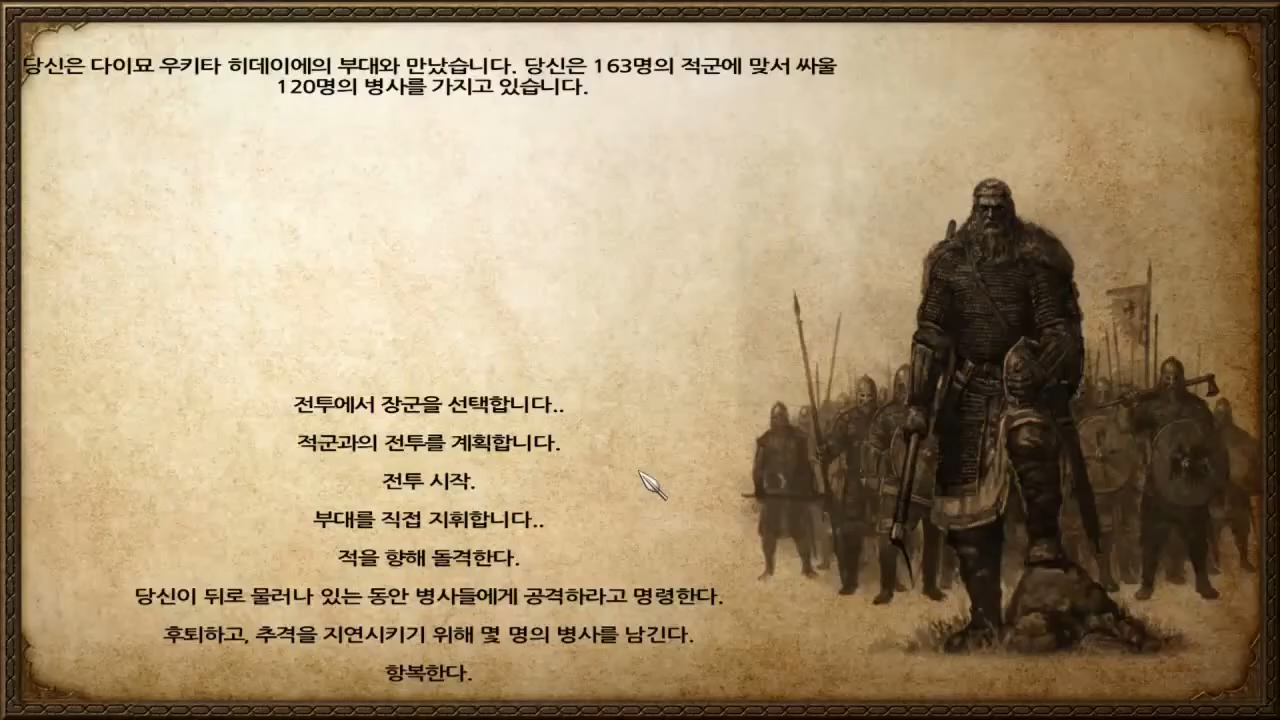 당신은 다이묘 우키타 히데이에의 부대와 만났습니다. 당신은 163명의 적군에 맞서 싸울
120명의 병사를 가지고 있습니다.
전투에서 장군을 선택합니다..
적군과의 전투를 계획합니다.
전투 시작.
부대를 직접 지휘합니다..
적을 향해 돌격한다.
당신이 뒤로 물러나 있는 동안 병사들에게 공격하라고 명령한다.
후퇴하고, 추격을 지연시키기 위해 몇 명의 병사를 남긴다.
항복한다.